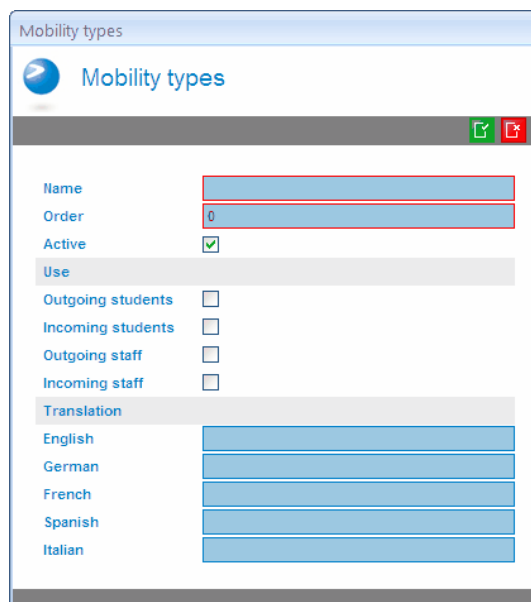 Mobility types
Mobility types
Name
Order 0
Active
Use
Outgoing students
Incoming students
Outgoing staff
Incoming staff
Translation
English
German
French
Spanish
Italian